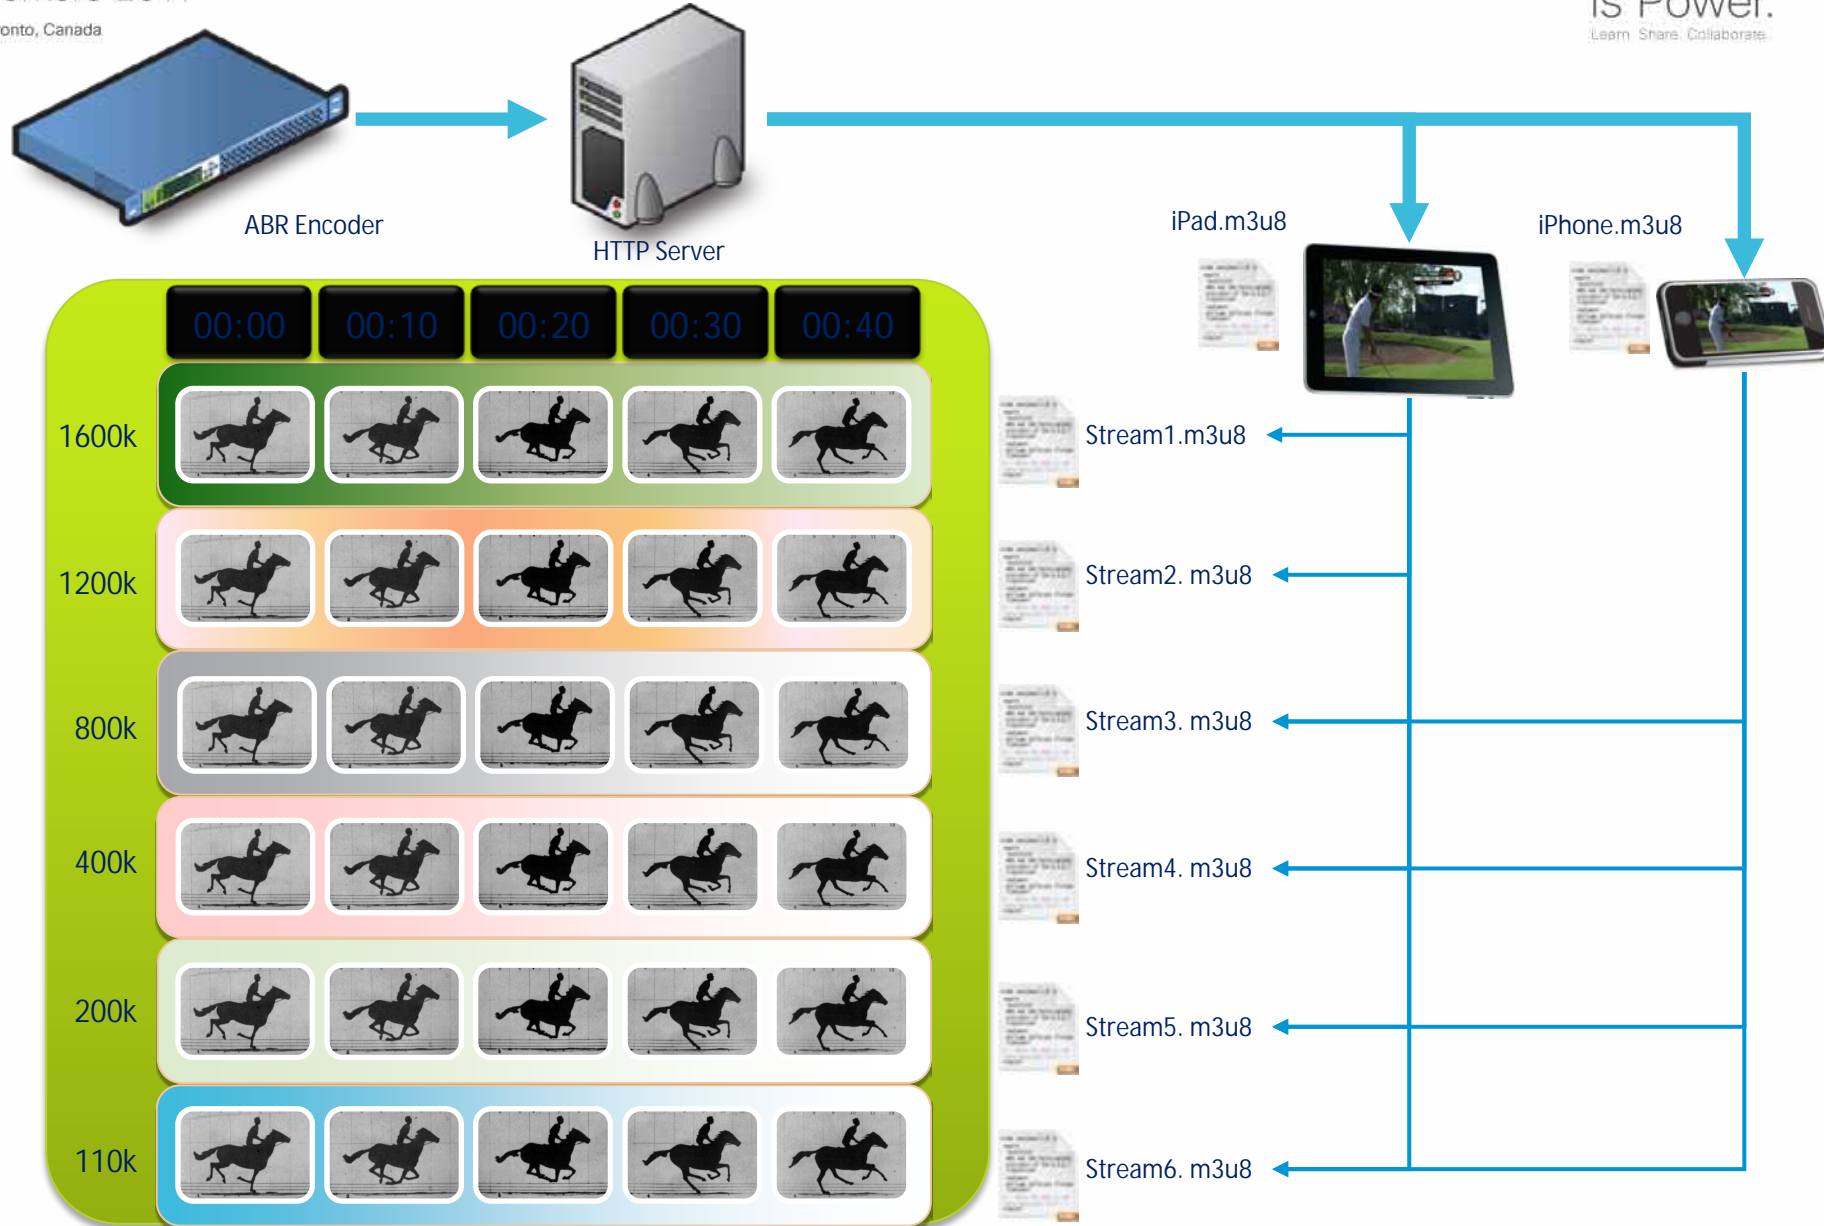 onto, Canada
is Power.
Learn. Share. Collaborate.
ABR Encoder
HTTP Server
iPad.m3u8
iPhone.m3u8
00:00 00:10 00:20 00:30 00:40
1600k
Stream1.m3u8
1200k
Stream2. m3u8
800k
Stream3. m3u8
400k
Stream4. m3u8
200k
Stream5. m3u8
110k
Stream6. m3u8